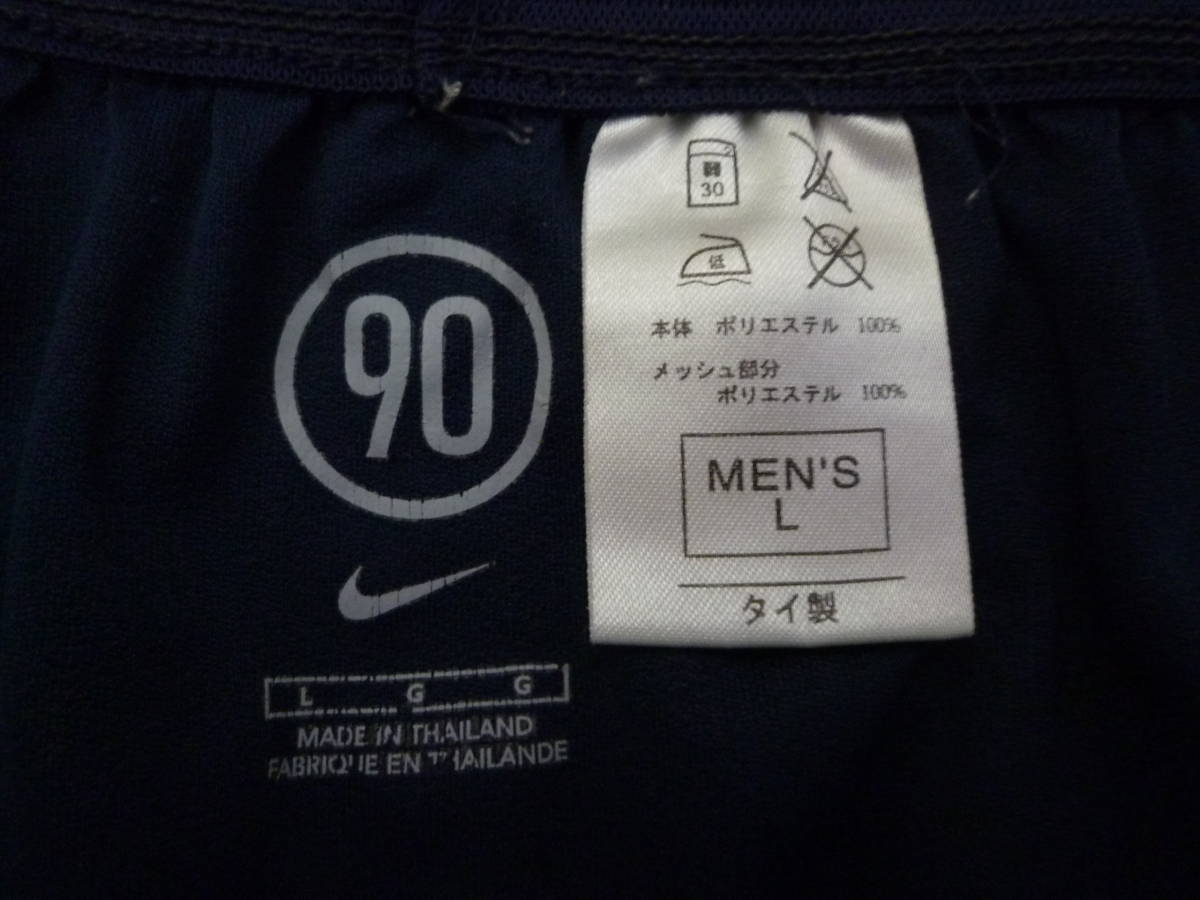 90
L G G
MADE IN THAILAND
FABRIQUE EN THAILANDE
30
低
本体 ポリエステル 100%
メッシュ部分
ポリエステル 100%
MEN'S
L
タイ製